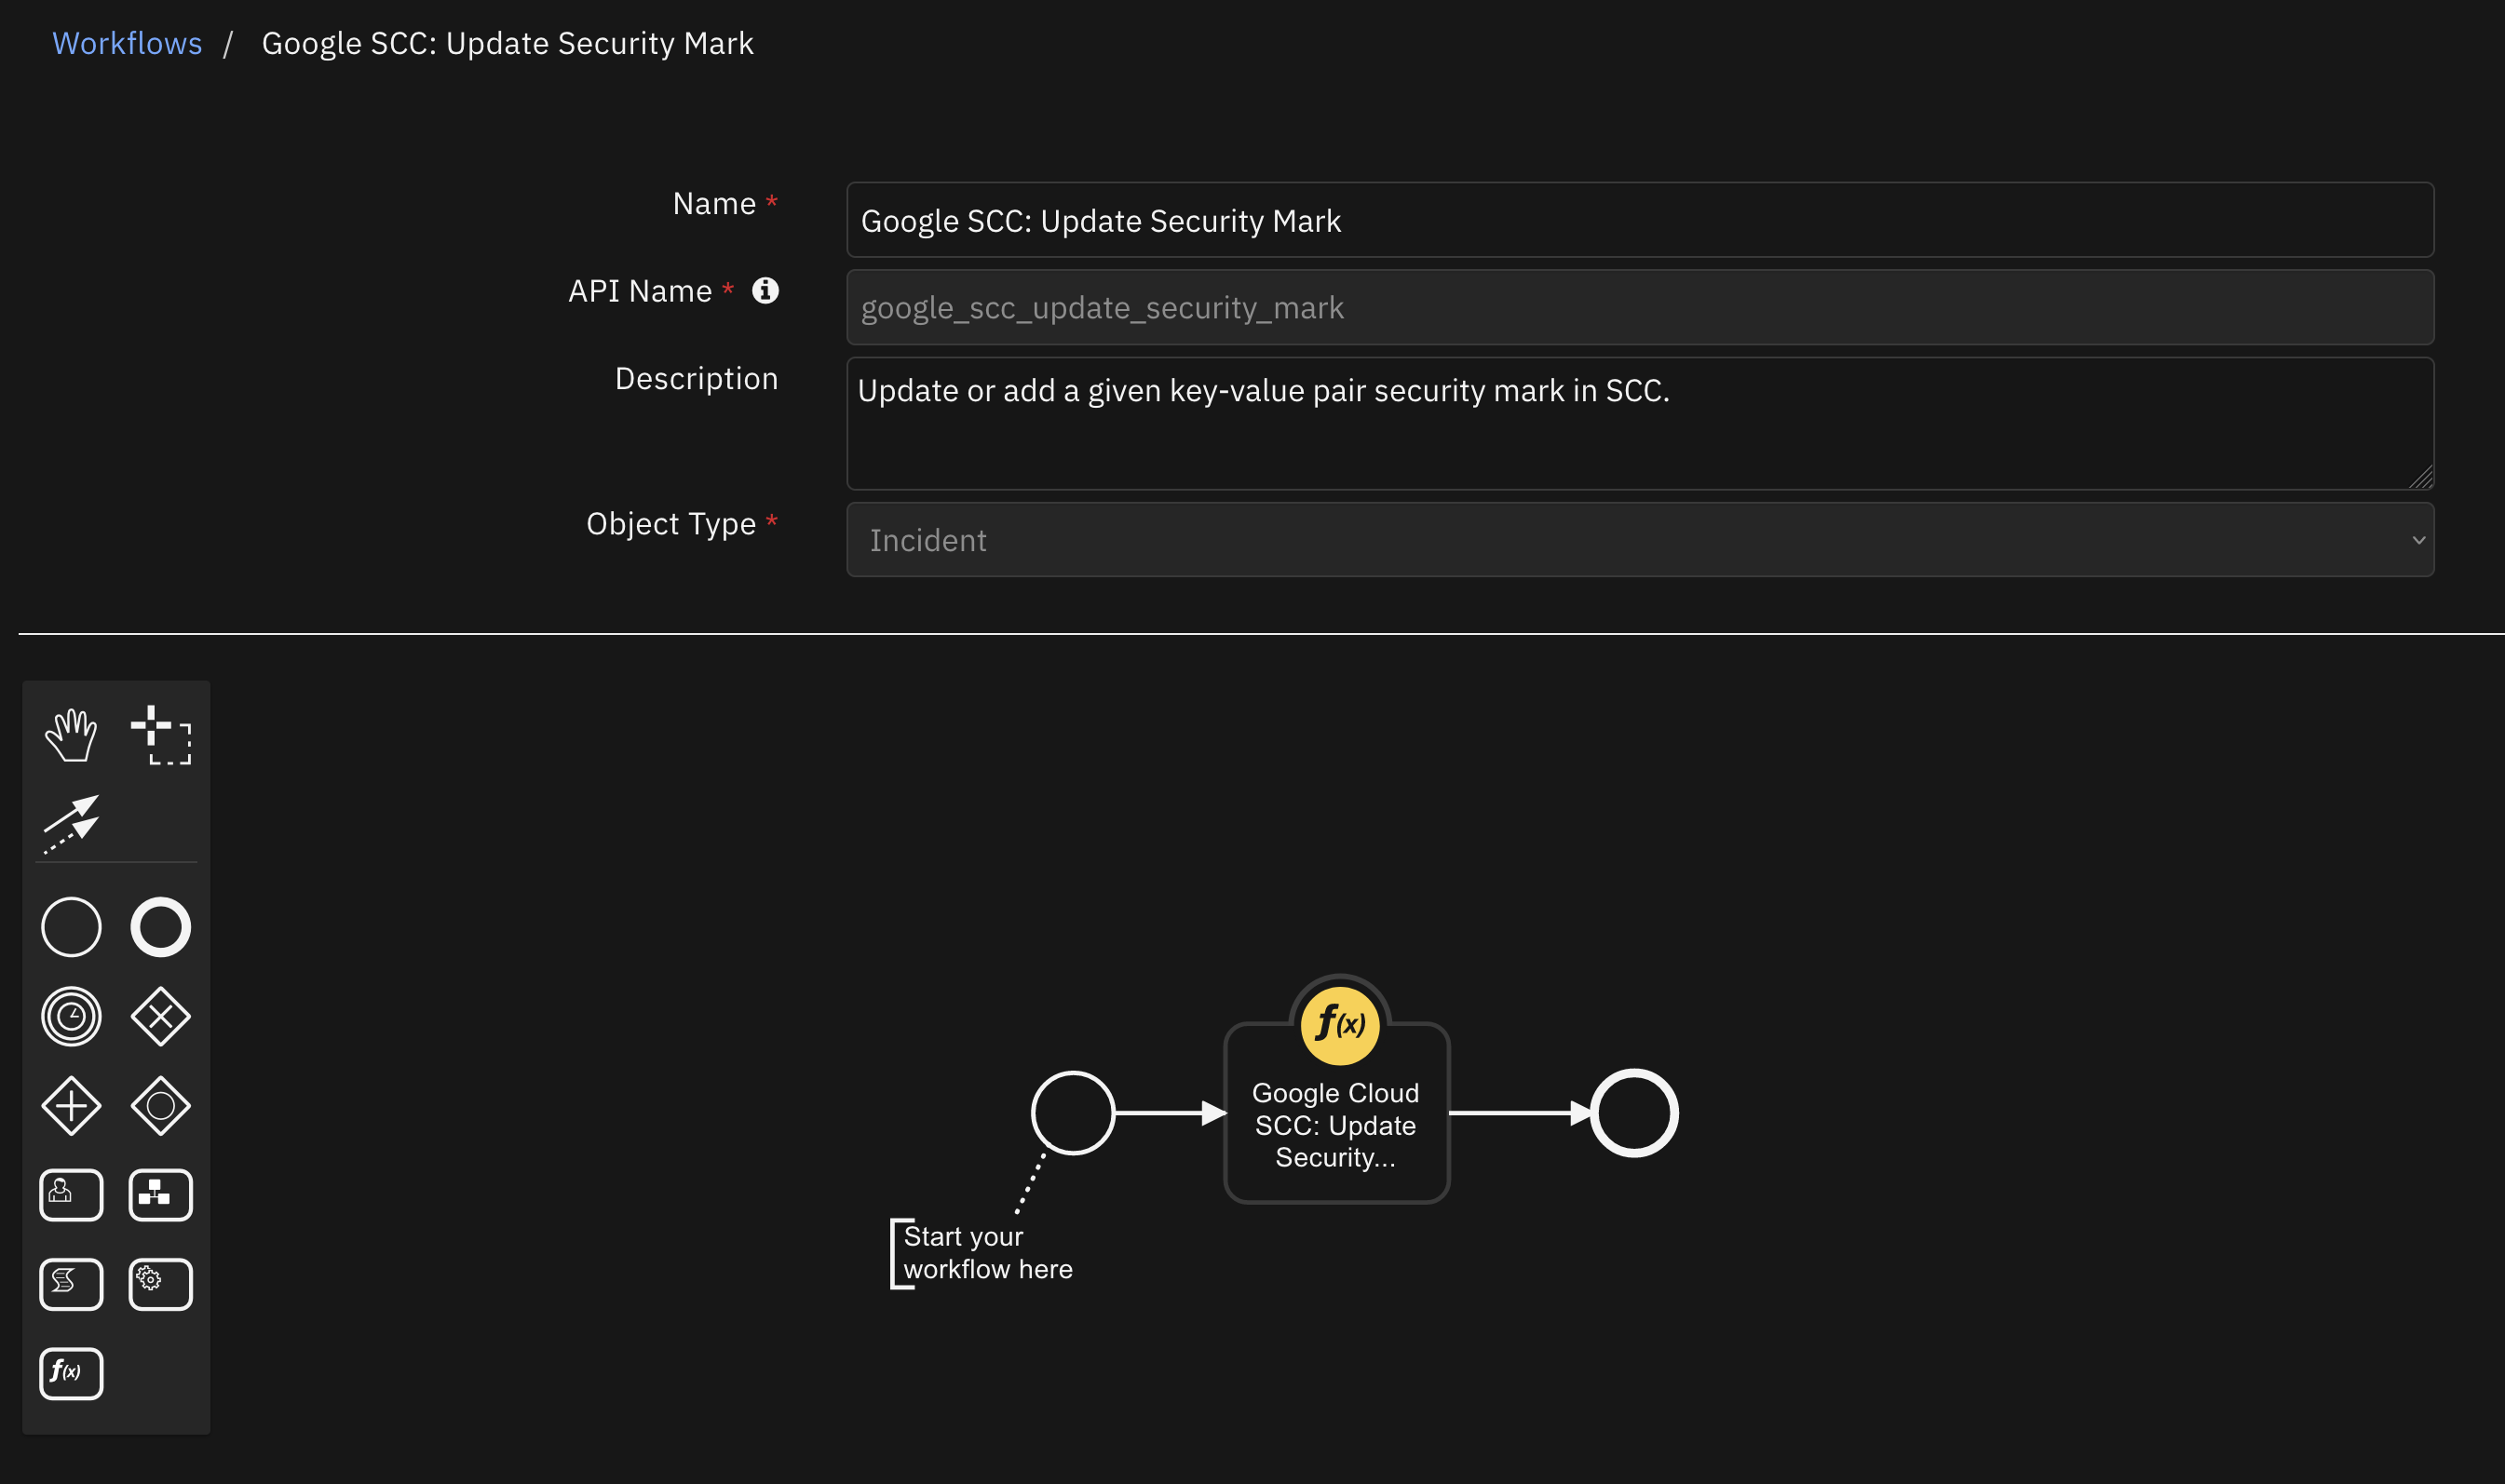 Workflows / Google SCC: Update Security Mark
Name *
Google SCC: Update Security Mark
API Name *
google_scc_update_security_mark
Description
Update or add a given key-value pair security mark in SCC.
Object Type *
Incident
f(x)
Google Cloud
SCC: Update
Security...
Start your
workflow here
f(x)